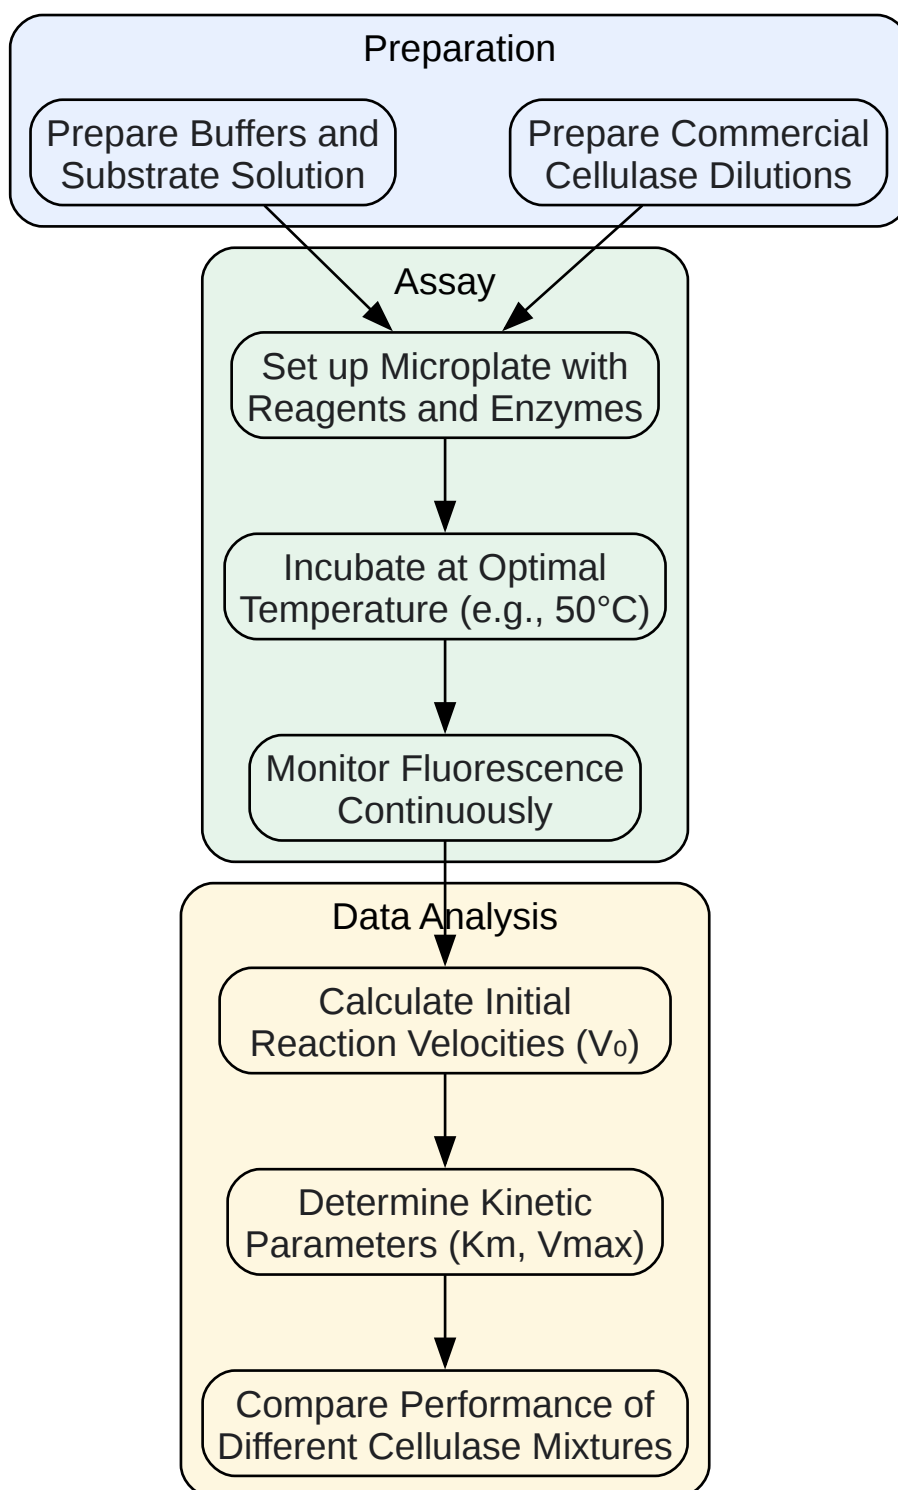 Preparation
Prepare Buffers and
Substrate Solution
Prepare Commercial
Cellulase Dilutions
Assay
Set up Microplate with
Reagents and Enzymes
Incubate at Optimal
Temperature (e.g., 50°C)
Monitor Fluorescence
Continuously
Data Analysis
Calculate Initial
Reaction Velocities (V₀)
Determine Kinetic
Parameters (Km, Vmax)
Compare Performance of
Different Cellulase Mixtures